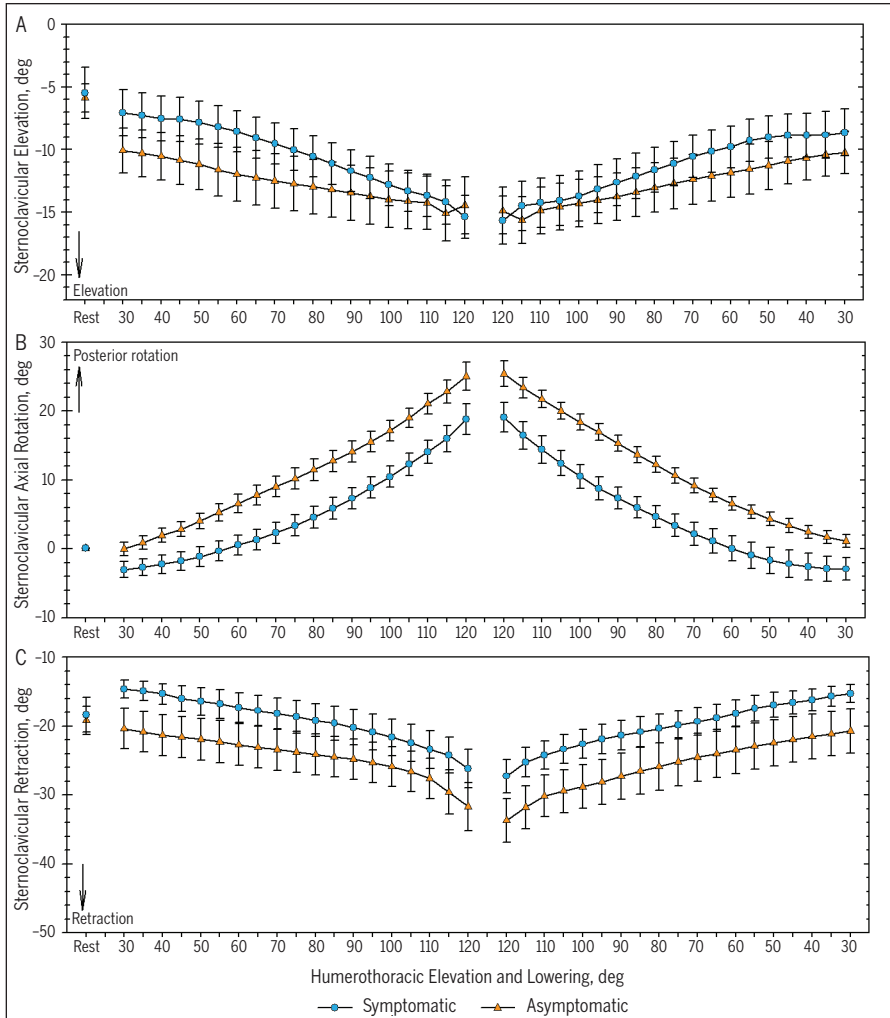 A
Sternoclavicular Elevation, deg
0
–5
–10
–15
–20
Elevation
Rest 30 40 50 60 70 80 90 100 110 120 120 110 100 90 80 70 60 50 40 30
B
Sternoclavicular Axial Rotation, deg
Posterior rotation
30
20
10
0
–10
Rest 30 40 50 60 70 80 90 100 110 120 120 110 100 90 80 70 60 50 40 30
C
Sternoclavicular Retraction, deg
–10
–20
–30
–40
–50
Retraction
Rest 30 40 50 60 70 80 90 100 110 120 120 110 100 90 80 70 60 50 40 30
Humerothoracic Elevation and Lowering, deg
Symptomatic Asymptomatic